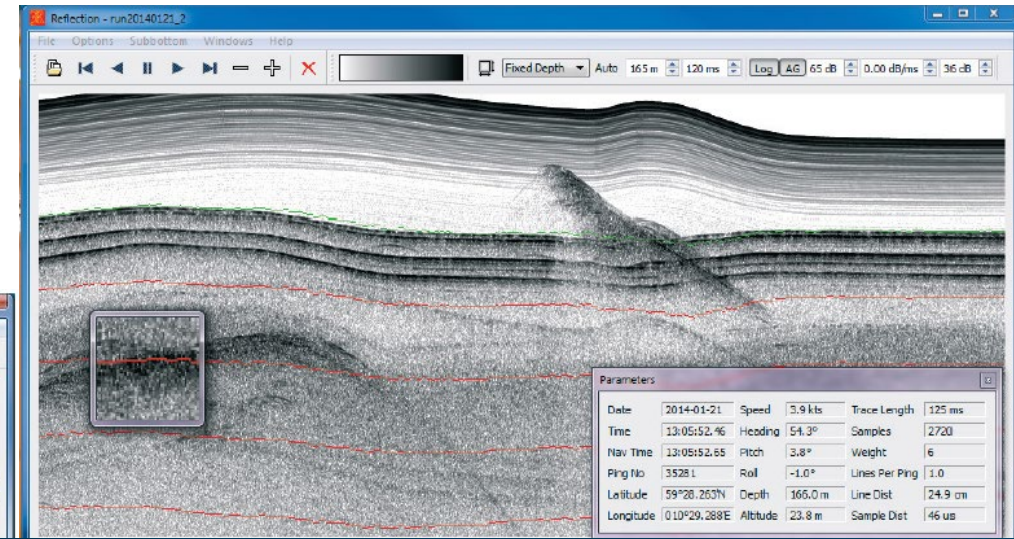 Reflection - run20140121_2
File Options Subbottom Windows Help
Fixed Depth Auto 165 m 120 ms Log AG 65 dB 0.00 dB/ms 36 dB
Parameters
Date 2014-01-21 Speed 3.9 kts Trace Length 125 ms
Time 13:05:52.46 Heading 54.3° Samples 2720
Nav Time 13:05:52.65 Pitch 3.8° Weight 6
Ping No 35281 Roll -1.0° Lines Per Ping 1.0
Latitude 59°28.263'N Depth 166.0 m Line Dist 24.9 cm
Longitude 010°29.288'E Altitude 23.8 m Sample Dist 46 us